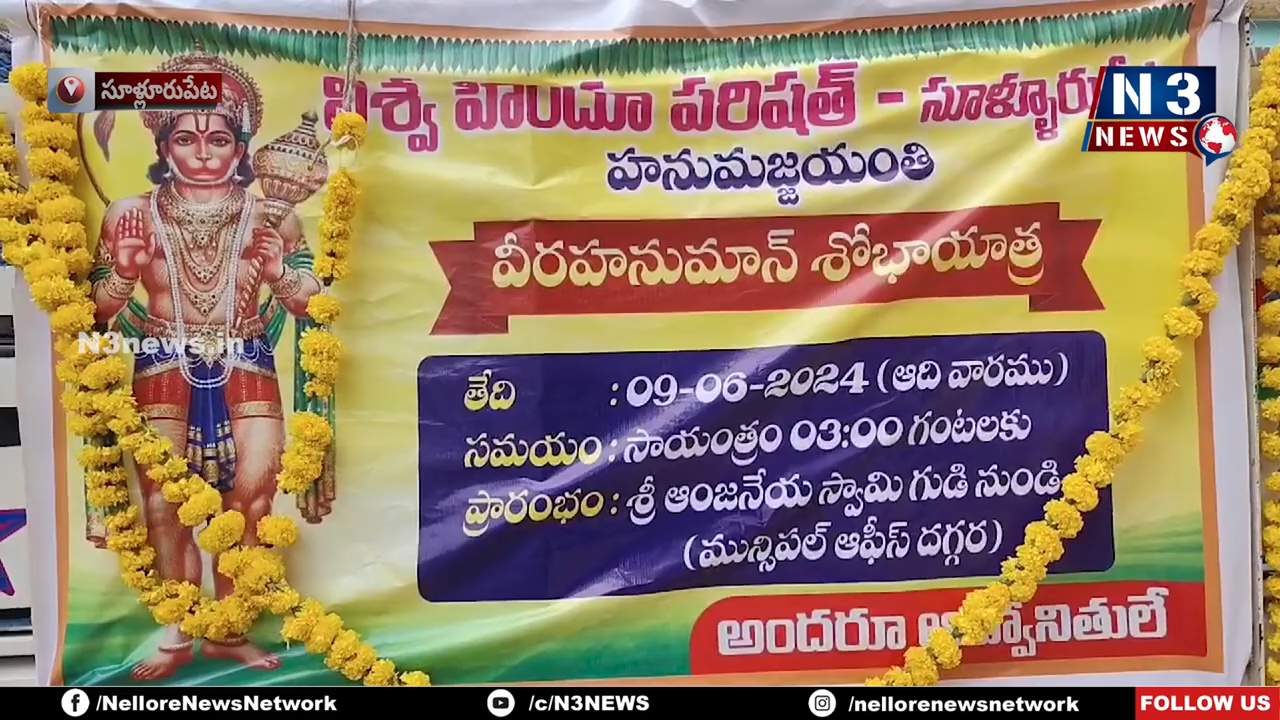 సూళ్లూరుపేట
N3
NEWS
విశ్వ హిందూ పరిషత్ -
హనుమజ్జయంతి
వీరహనుమాన్ శోభాయాత్ర
తేది : 09-06-2024 (ఆది వారము)
సమయం : సాయంత్రం 03:00 గంటలకు
ప్రారంభం : శ్రీ ఆంజనేయ స్వామి గుడి నుండి
(మున్సిపల్ ఆఫీస్ దగ్గర)
అందరూ ఆహ్వానితులే
N3news.in
/NelloreNewsNetwork
/c/N3NEWS
/nellorenewsnetwork
FOLLOW US